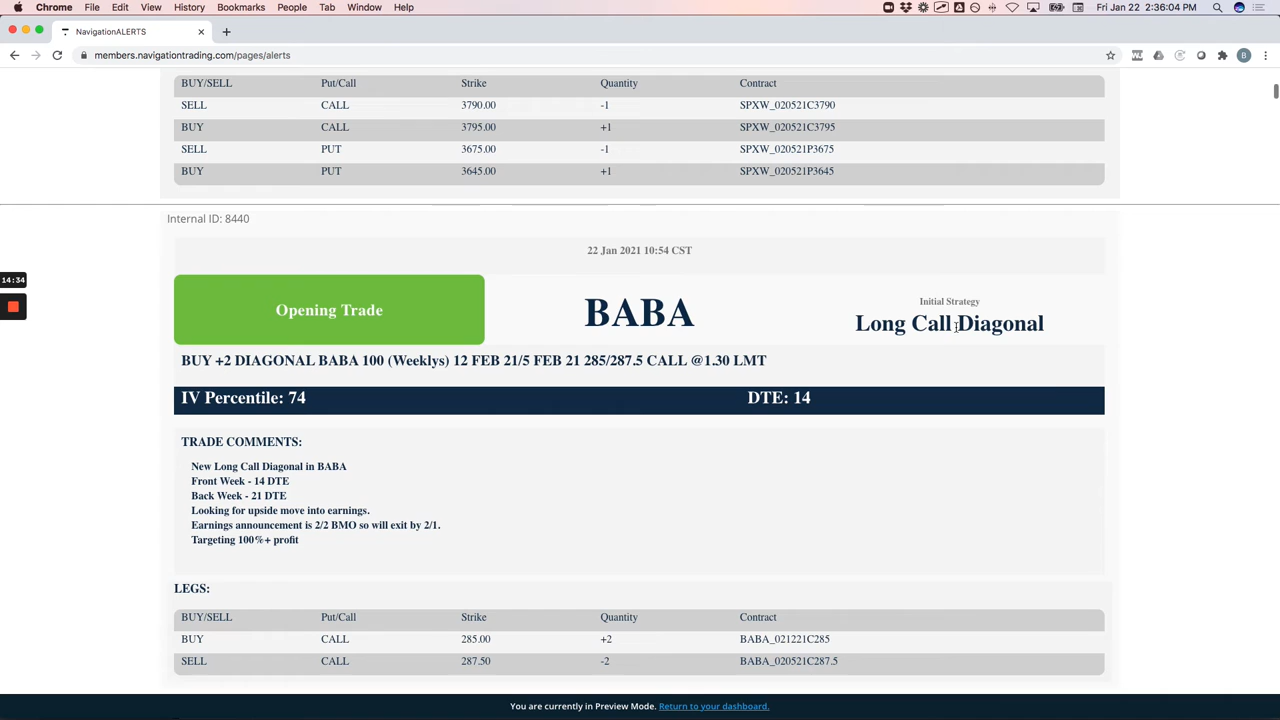 Chrome File Edit View History Bookmarks People Tab Window Help Fri Jan 22 2:36:04 PM
NavigationALERTS
members.navigationtrading.com/pages/alerts
BUY/SELL Put/Call Strike Quantity Contract
SELL CALL 3790.00 -1 SPXW_020521C3790
BUY CALL 3795.00 +1 SPXW_020521C3795
SELL PUT 3675.00 -1 SPXW_020521P3675
BUY PUT 3645.00 +1 SPXW_020521P3645
Internal ID: 8440
22 Jan 2021 10:54 CST
14:34
Opening Trade BABA Initial Strategy
Long Call Diagonal
BUY +2 DIAGONAL BABA 100 (Weeklys) 12 FEB 21/5 FEB 21 285/287.5 CALL @1.30 LMT
IV Percentile: 74 DTE: 14
TRADE COMMENTS:
New Long Call Diagonal in BABA
Front Week - 14 DTE
Back Week - 21 DTE
Looking for upside move into earnings.
Earnings announcement is 2/2 BMO so will exit by 2/1.
Targeting 100%+ profit
LEGS:
BUY/SELL Put/Call Strike Quantity Contract
BUY CALL 285.00 +2 BABA_021221C285
SELL CALL 287.50 -2 BABA_020521C287.5
You are currently in Preview Mode. Return to your dashboard.